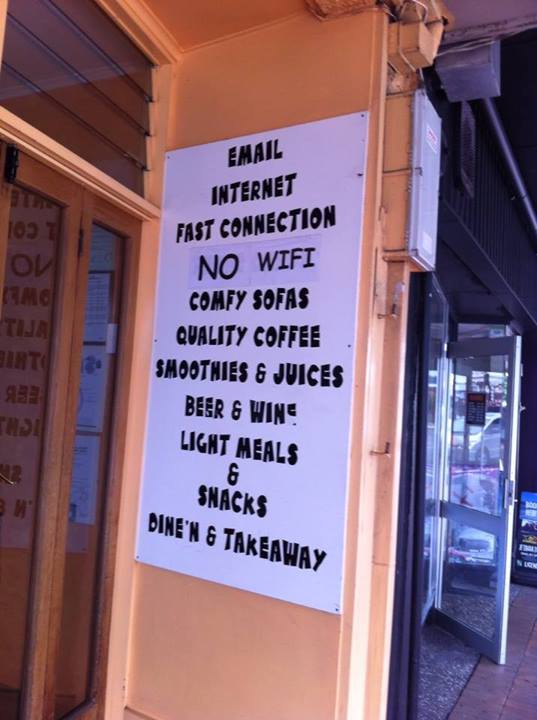 EMAIL
INTERNET
FAST CONNECTION
NO WIFI
COMFY SOFAS
QUALITY COFFEE
SMOOTHIES & JUICES
BEER & WINE
LIGHT MEALS
&
SNACKS
DINE'N & TAKEAWAY